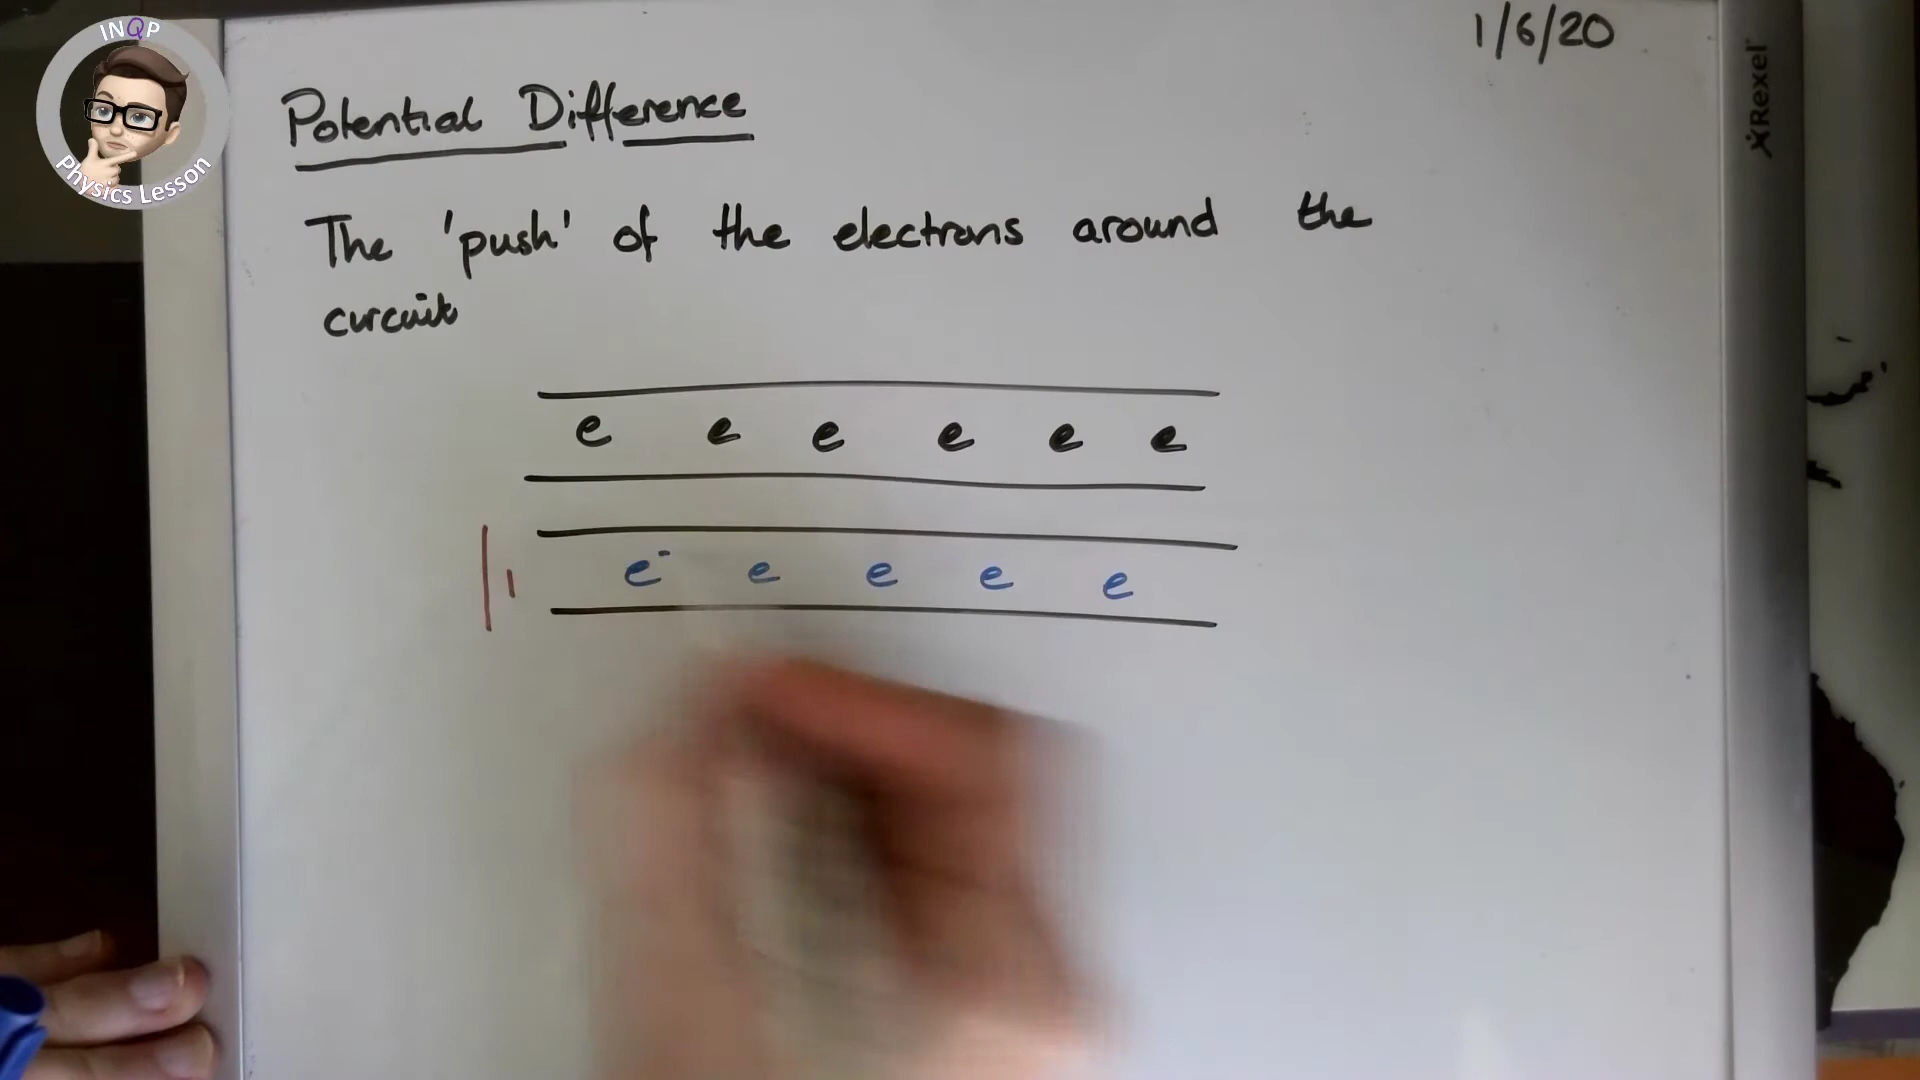 INQP
Physics Lesson
1/6/20
Rexel
Potential Difference
The 'push' of the electrons around the
circuit
e e e e e e
e⁻ e e e e